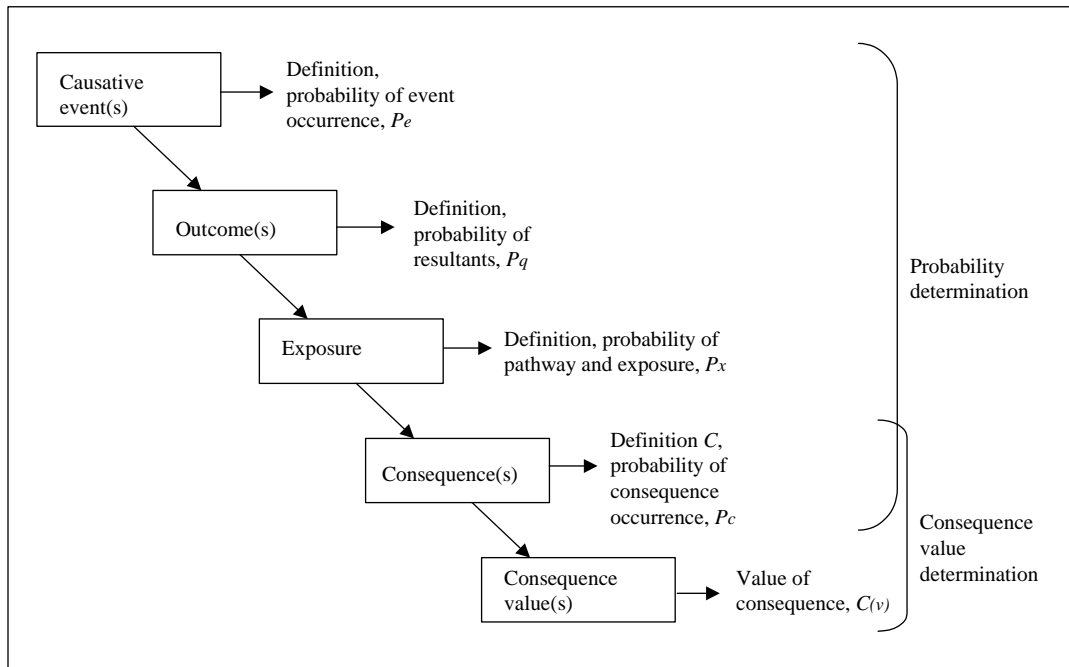 Causative
event(s)
Definition,
probability of event
occurrence, Pe
Outcome(s)
Definition,
probability of
resultants, Pq
Exposure
Definition, probability of
pathway and exposure, Px
Consequence(s)
Definition C,
probability of
consequence
occurrence, Pc
Consequence
value(s)
Value of
consequence, C(v)
Probability
determination
Consequence
value
determination